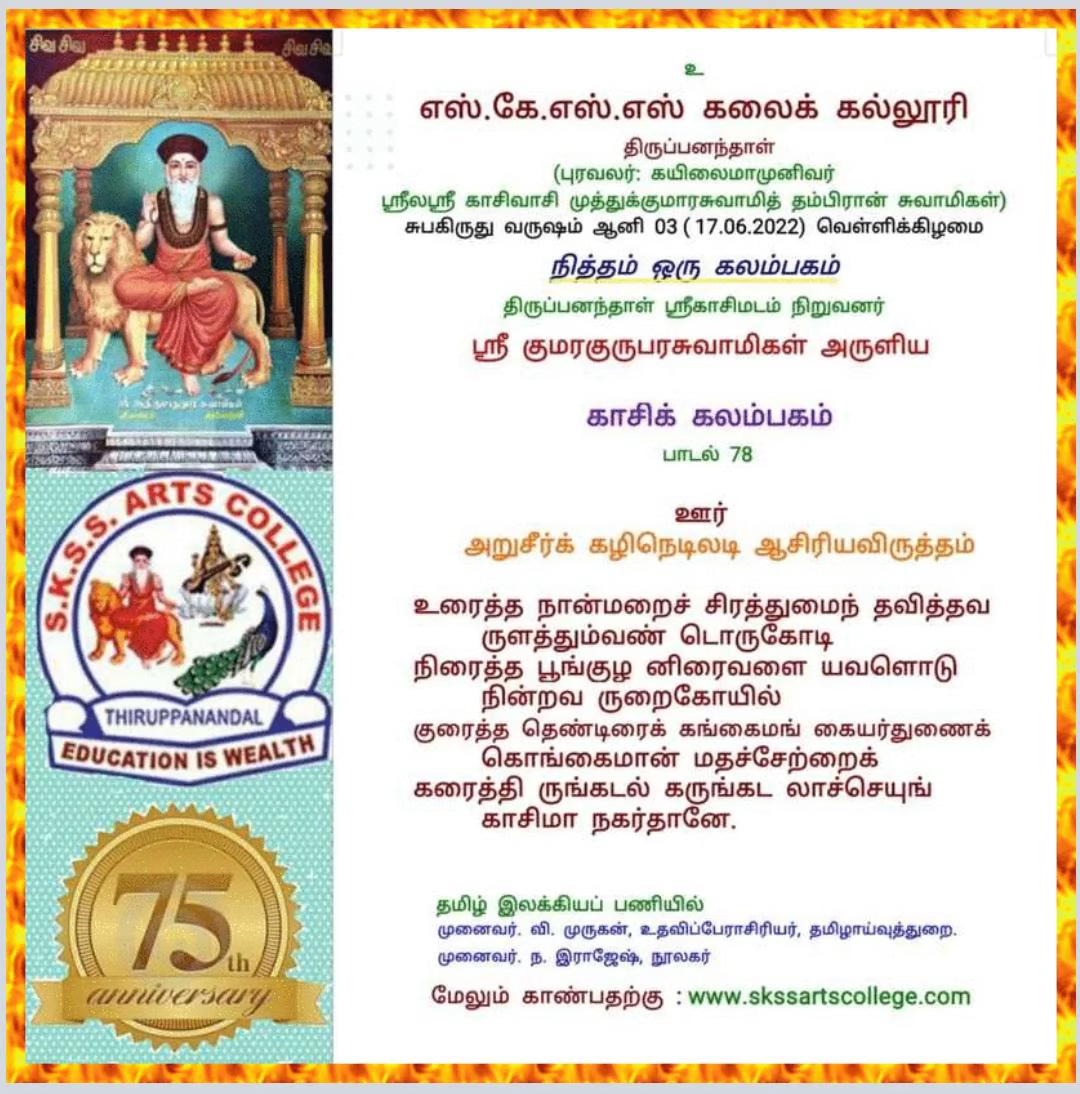 சிவ சிவ
சிவ சிவ
S.K.S.S. ARTS COLLEGE
THIRUPPANANDAL
EDUCATION IS WEALTH
75th
anniversary
உ
எஸ்.கே.எஸ்.எஸ் கலைக் கல்லூரி
திருப்பனந்தாள்
(புரவலர்: கயிலைமாமுனிவர்
ஸ்ரீலஸ்ரீ காசிவாசி முத்துக்குமாரசுவாமித் தம்பிரான் சுவாமிகள்)
சுபகிருது வருஷம் ஆனி 03 ( 17.06.2022) வெள்ளிக்கிழமை
நித்தம் ஒரு கலம்பகம்
திருப்பனந்தாள் ஸ்ரீகாசிமடம் நிறுவனர்
ஸ்ரீ குமரகுருபரசுவாமிகள் அருளிய
காசிக் கலம்பகம்
பாடல் 78
ஊர்
அறுசீர்க் கழிநெடிலடி ஆசிரியவிருத்தம்
உரைத்த நான்மறைச் சிரத்துமைந் தவித்தவ
ருளத்தும்வண் டொருகோடி
நிரைத்த பூங்குழ னிரைவளை யவளொடு
நின்றவ ருறைகோயில்
குரைத்த தெண்டிரைக் கங்கைமங் கையர்துணைக்
கொங்கைமான் மதச்சேற்றைக்
கரைத்தி ருங்கடல் கருங்கட லாச்செயுங்
காசிமா நகர்தானே.
தமிழ் இலக்கியப் பணியில்
முனைவர். வி. முருகன், உதவிப்பேராசிரியர், தமிழாய்வுத்துறை.
முனைவர். ந. இராஜேஷ், நூலகர்
மேலும் காண்பதற்கு : www.skssartscollege.com